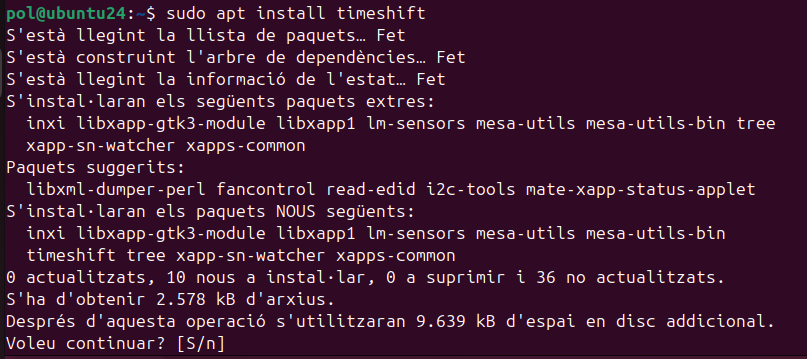 pol@ubuntu24:~$ sudo apt install timeshift
S'està llegint la llista de paquets… Fet
S'està construint l'arbre de dependències… Fet
S'està llegint la informació de l'estat… Fet
S'instal·laran els següents paquets extres:
  inxi libxapp-gtk3-module libxapp1 lm-sensors mesa-utils mesa-utils-bin tree
  xapp-sn-watcher xapps-common
Paquets suggerits:
  libxml-dumper-perl fancontrol read-edid i2c-tools mate-xapp-status-applet
S'instal·laran els paquets NOUS següents:
  inxi libxapp-gtk3-module libxapp1 lm-sensors mesa-utils mesa-utils-bin
  timeshift tree xapp-sn-watcher xapps-common
0 actualitzats, 10 nous a instal·lar, 0 a suprimir i 36 no actualitzats.
S'ha d'obtenir 2.578 kB d'arxius.
Després d'aquesta operació s'utilitzaran 9.639 kB d'espai en disc addicional.
Voleu continuar? [S/n]